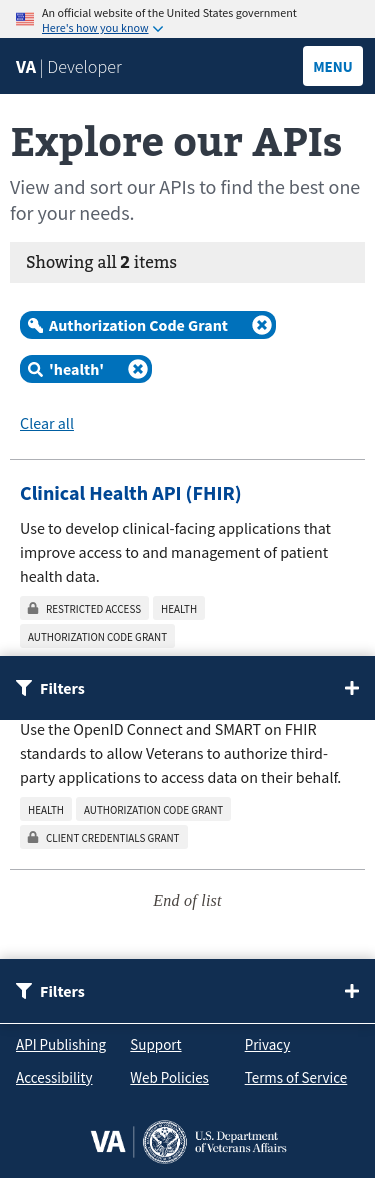 An official website of the United States government
Here's how you know
VA | Developer
MENU
Explore our APIs
View and sort our APIs to find the best one
for your needs.
Showing all 2 items
Authorization Code Grant
'health'
Clear all
Clinical Health API (FHIR)
Use to develop clinical-facing applications that
improve access to and management of patient
health data.
RESTRICTED ACCESS HEALTH
AUTHORIZATION CODE GRANT
Filters
Use the OpenID Connect and SMART on FHIR
standards to allow Veterans to authorize third-
party applications to access data on their behalf.
HEALTH AUTHORIZATION CODE GRANT
CLIENT CREDENTIALS GRANT
End of list
Filters
API Publishing Support Privacy
Accessibility Web Policies Terms of Service
VA U.S. Department
of Veterans Affairs